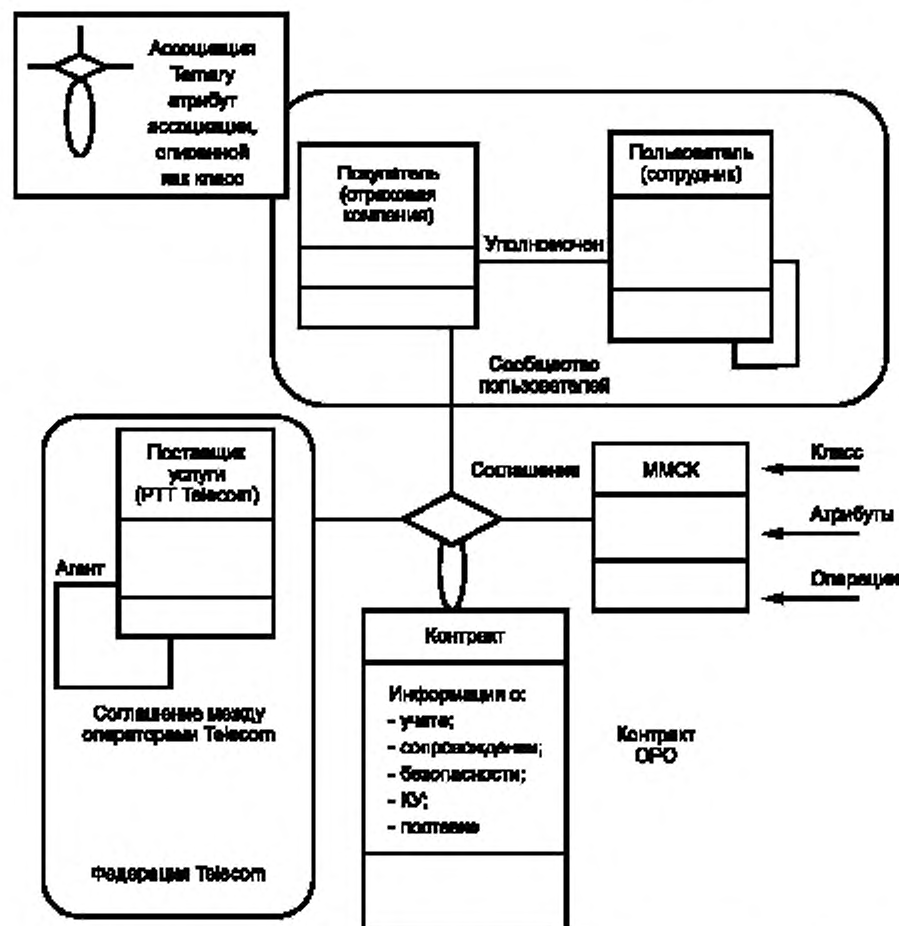 Ассоциация
Ternary
атрибут
ассоциации,
описанной
как класс
Покупатель
(страховая
компания)
Пользователь
(сотрудник)
Уполномочен
Сообщество
пользователей
Поставщик
услуги
(РТТ Telecom)
Соглашение
ММСК
Класс
Атрибуты
Операции
Агент
Контракт
Информация о:
- учете;
- сопровождении;
- безопасности;
- КУ;
- поставке
Соглашение между
операторами Telecom
Контракт
ОРО
Федерация Telecom